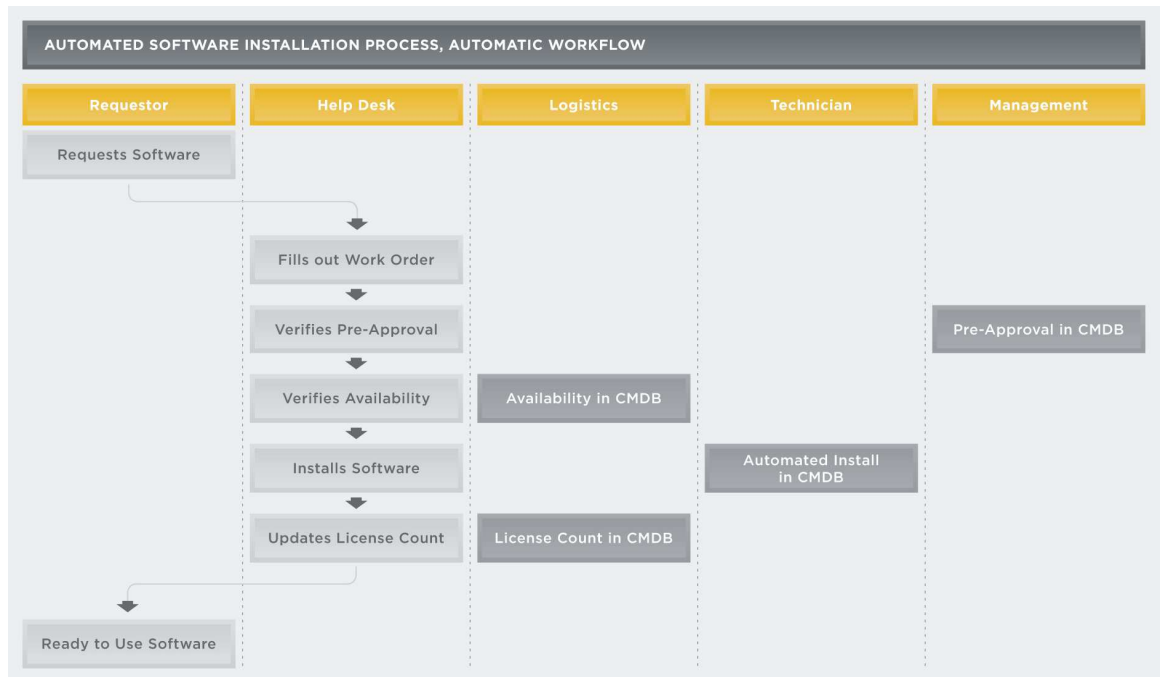 AUTOMATED SOFTWARE INSTALLATION PROCESS, AUTOMATIC WORKFLOW
Requestor
Help Desk
Logistics
Technician
Management
Requests Software
Fills out Work Order
Verifies Pre-Approval
Pre-Approval in CMDB
Verifies Availability
Availability in CMDB
Installs Software
Automated Install
in CMDB
Updates License Count
License Count in CMDB
Ready to Use Software